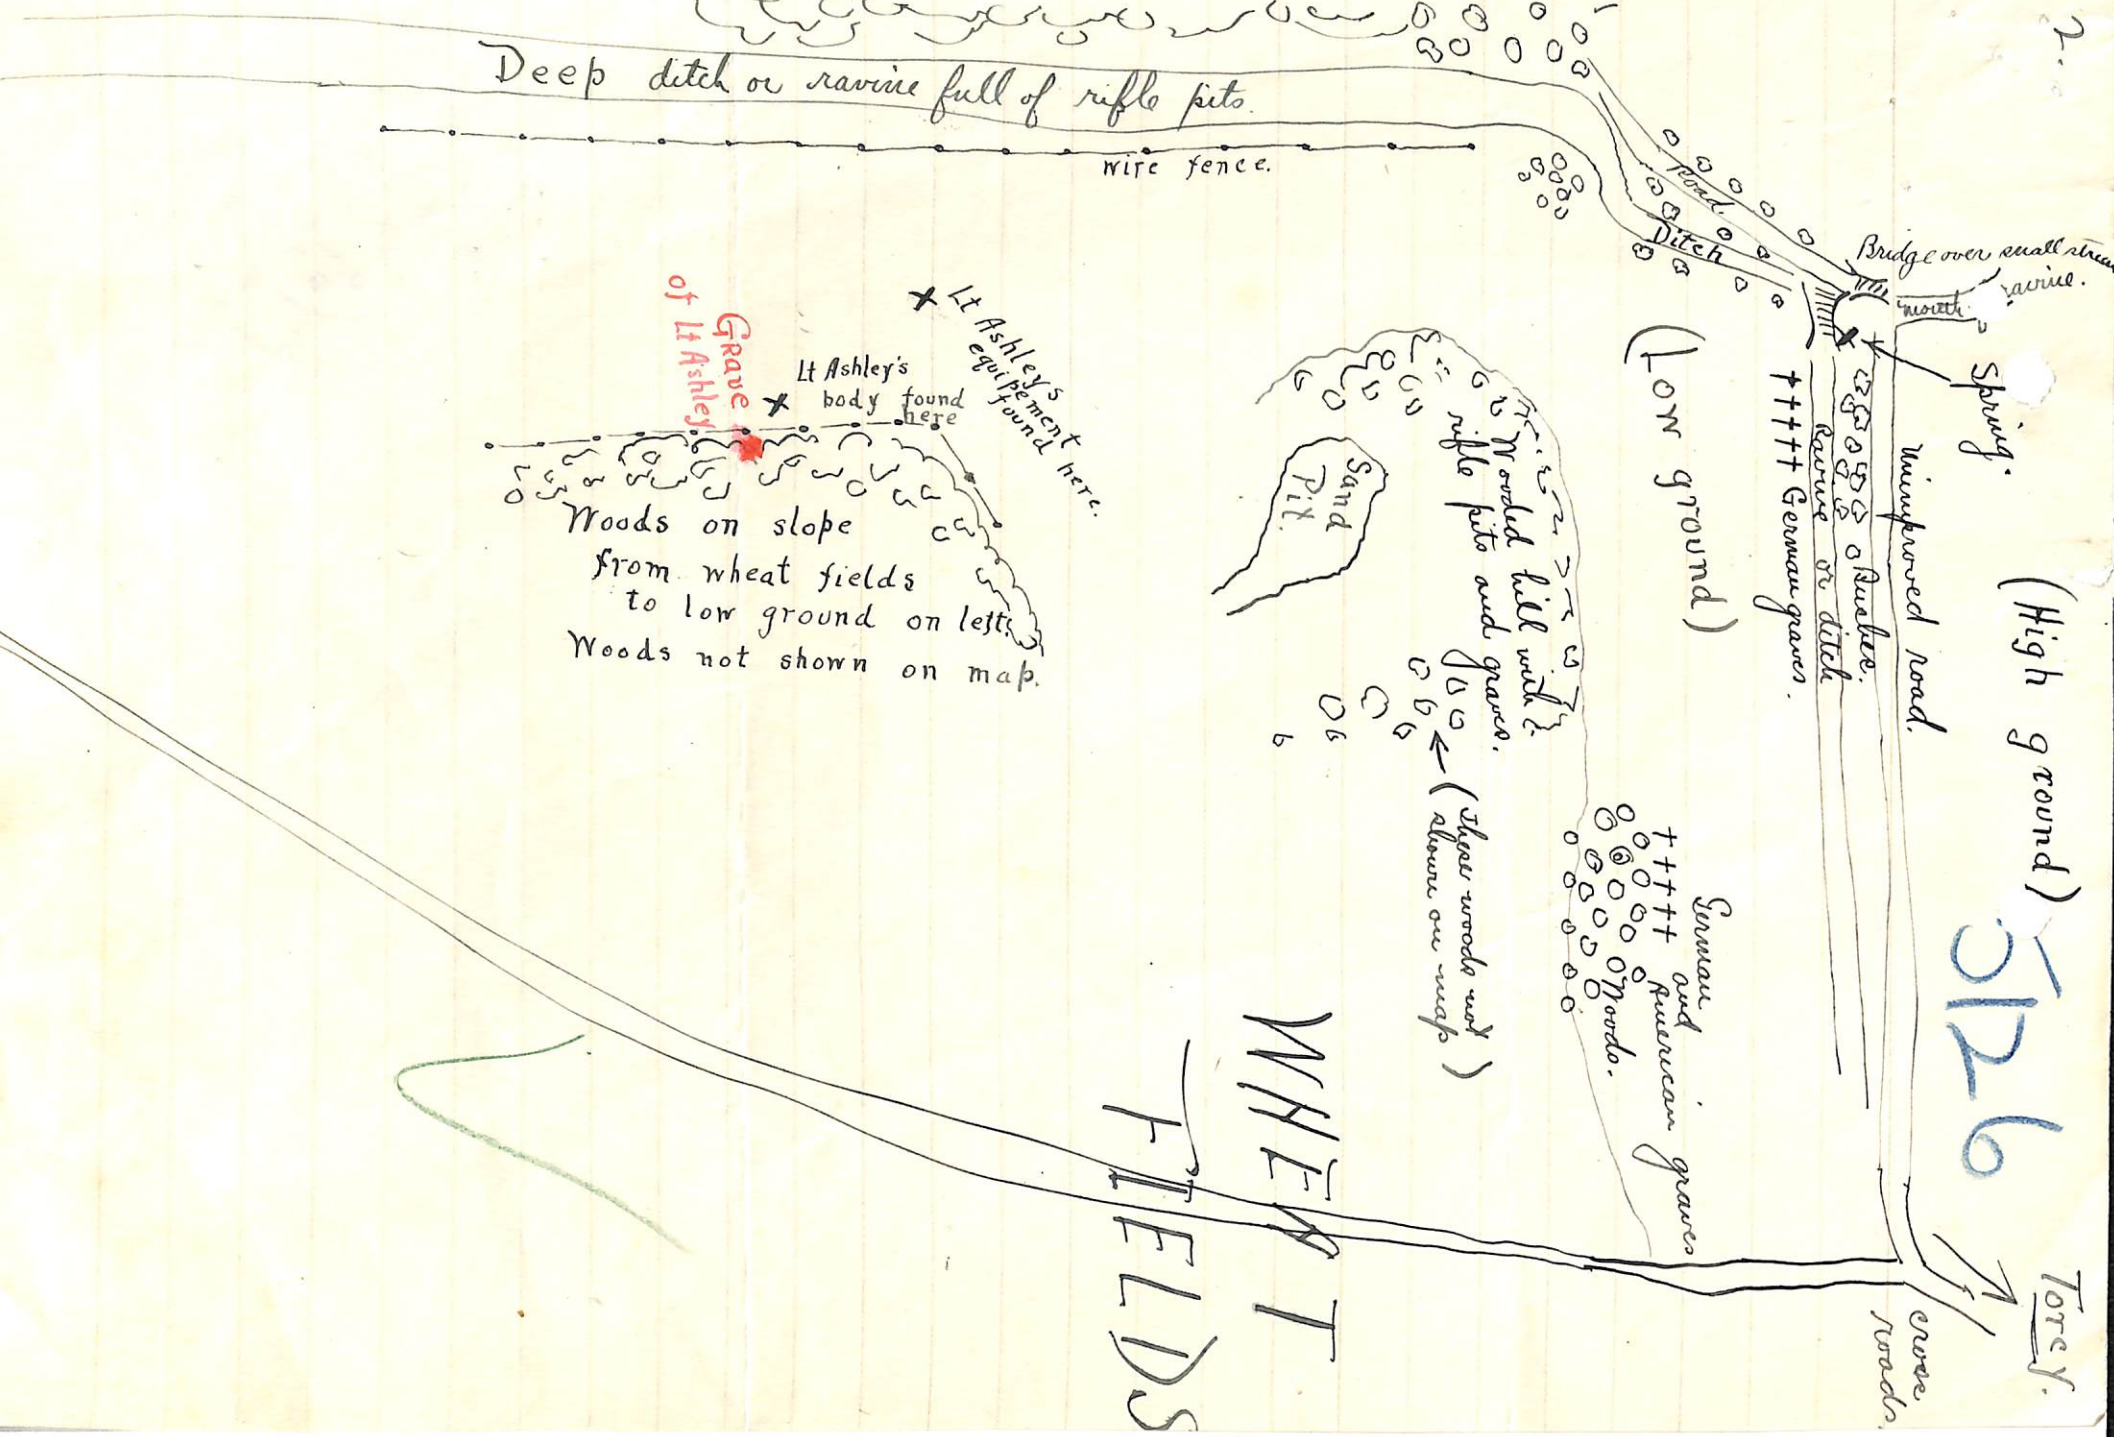 2.
Deep ditch or ravine full of rifle pits.
wire fence.
Road.
Ditch
Bridge over small stream
ravine.
mouth
Spring.
Lt Ashley's
equipement
found here.
Grave
of Lt Ashley
Lt Ashley's
body found
here
Woods on slope
from wheat fields
to low ground on left.
Woods not shown on map.
Sand
Pit.
Wooded hill with
rifle pits and graves.
(These woods not
shown on map)
(Low ground)
German graves.
Ravine or ditch
Bushes.
Unimproved road.
(High ground)
German and
American graves
Woods.
5126
WHEAT
FIELDS
Torcy.
cross
roads.